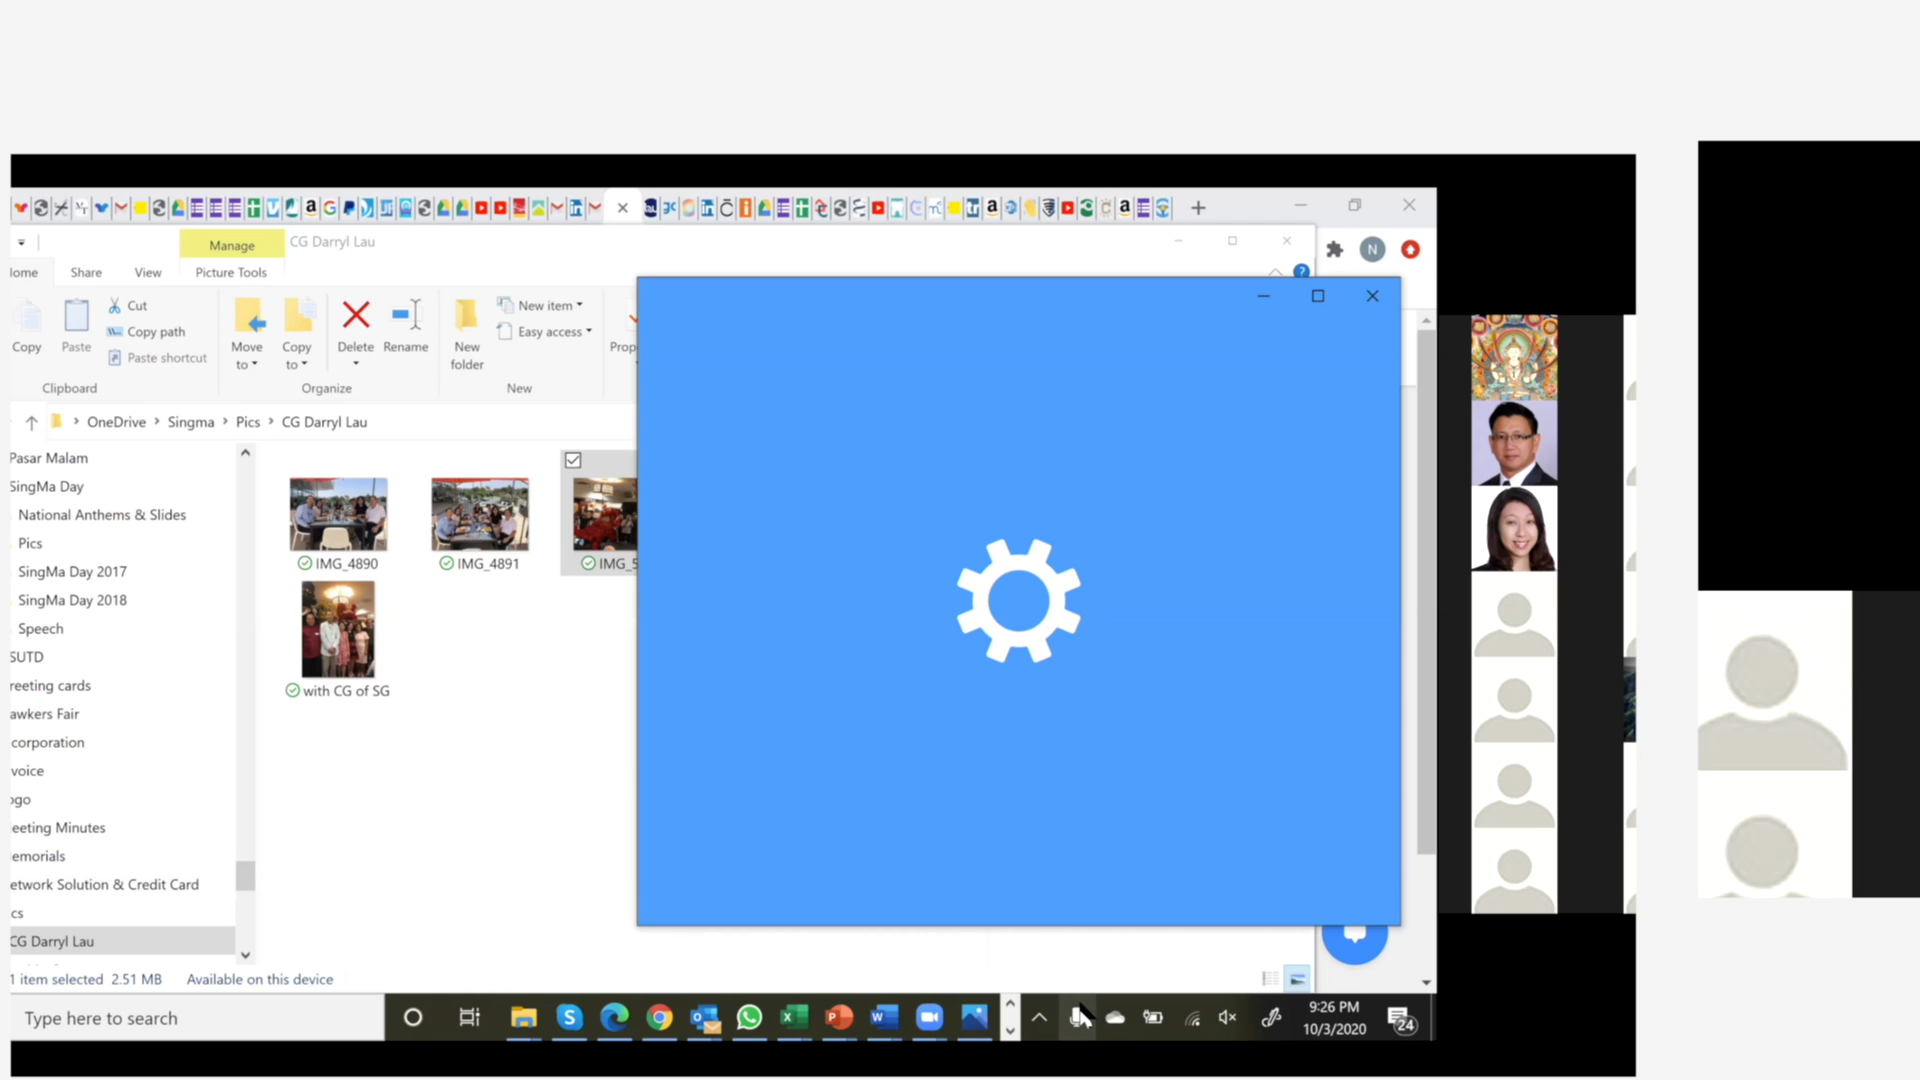 Manage
CG Darryl Lau
N
Share
View
Picture Tools
Copy
Paste
Cut
Copy path
Paste shortcut
Clipboard
Move to
Copy to
Delete
Rename
Organize
New folder
New item
Easy access
New
OneDrive > Singma > Pics > CG Darryl Lau
Pasar Malam
SingMa Day
National Anthems & Slides
Pics
SingMa Day 2017
SingMa Day 2018
Speech
SUTD
reeting cards
awkers Fair
corporation
voice
ogo
eeting Minutes
emorials
etwork Solution & Credit Card
cs
CG Darryl Lau
IMG_4890
IMG_4891
IMG_5
with CG of SG
1 item selected 2.51 MB
Available on this device
Type here to search
9:26 PM
10/3/2020
24